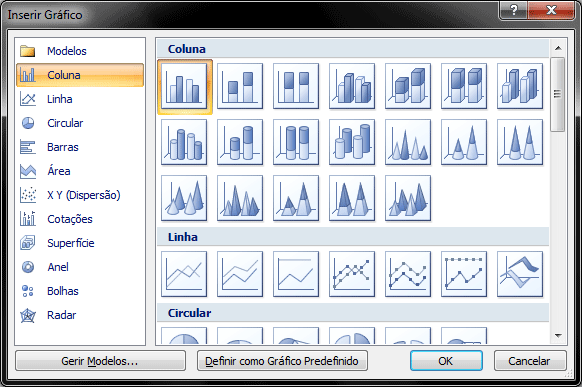 Inserir Gráfico
Modelos
Coluna
Linha
Circular
Barras
Área
X Y (Dispersão)
Cotações
Superfície
Anel
Bolhas
Radar
Coluna
Linha
Circular
Gerir Modelos...
Definir como Gráfico Predefinido
OK
Cancelar